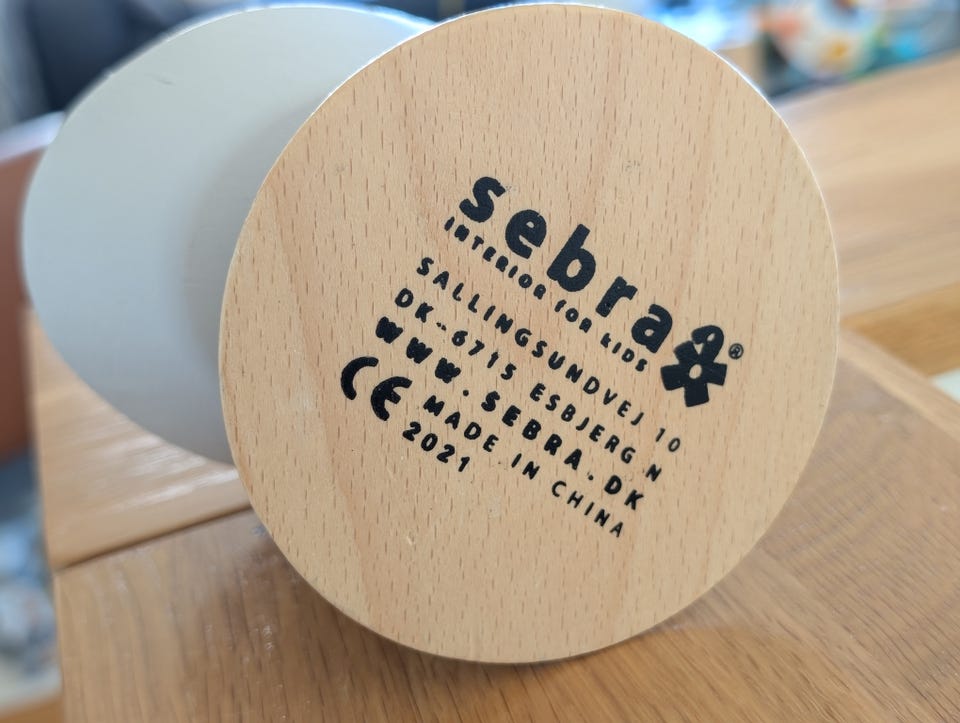 sebra®
INTERIOR FOR KIDS
SALLINGSUNDVEJ 10
DK-6715 ESBJERG N
WWW.SEBRA.DK
CE MADE IN CHINA
2021